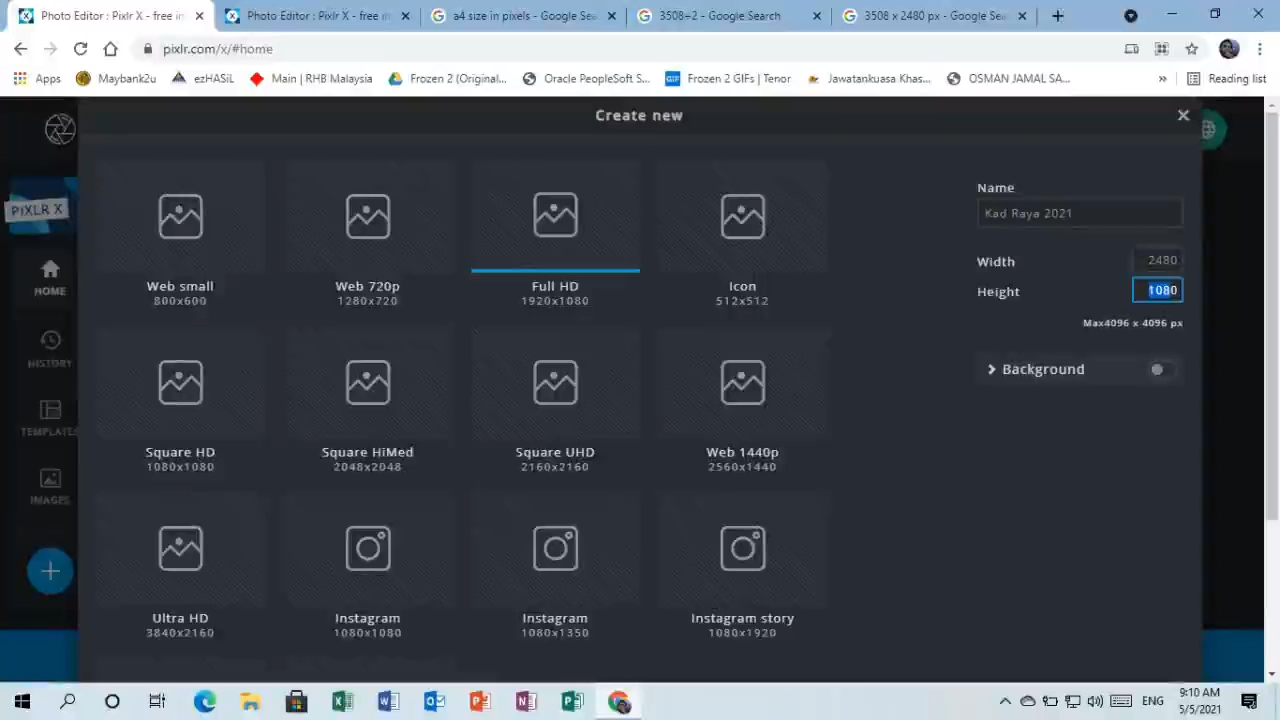 Photo Editor : Pixlr X - free in
Photo Editor : Pixlr X - free in
a4 size in pixels - Google Se
3508÷2 - Google Search
3508 x 2480 px - Google Sea
pixlr.com/x/#home
Apps
Maybank2u
ezHASiL
Main | RHB Malaysia
Frozen 2 (Original...
Oracle PeopleSoft S...
GIF
Frozen 2 GIFs | Tenor
Jawatankuasa Khas...
OSMAN JAMAL SA...
»
Reading list
Create new
PIXLR X
HOME
HISTORY
TEMPLATES
IMAGES
Web small
800x600
Web 720p
1280x720
Full HD
1920x1080
Icon
512x512
Square HD
1080x1080
Square HiMed
2048x2048
Square UHD
2160x2160
Web 1440p
2560x1440
Ultra HD
3840x2160
Instagram
1080x1080
Instagram
1080x1350
Instagram story
1080x1920
Name
Kad Raya 2021
Width 2480
Height 1080
Max4096 x 4096 px
Background
ENG
9:10 AM
5/5/2021